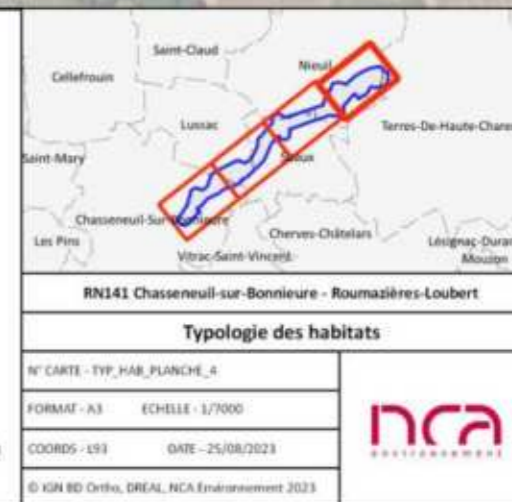 Saint-Claud
Cellefrouin
Nieuil
Lussac
Terres-De-Haute-Chare
Saint-Mary
Chasseneuil-Sur-Bonnieure
Les Pins
Cherves-Châtelars
Vitrac-Saint-Vincent
Lésignac-Duran
Mouzon
RN141 Chasseneuil-sur-Bonnieure - Roumazières-Loubert
Typologie des habitats
N° CARTE - TYP_HAB_PLANCHE_4
FORMAT - A3 ECHELLE - 1/7000
COORDS - L93 DATE - 25/08/2023
© IGN BD Ortho, DREAL, NCA Environnement 2023
nca
environnement